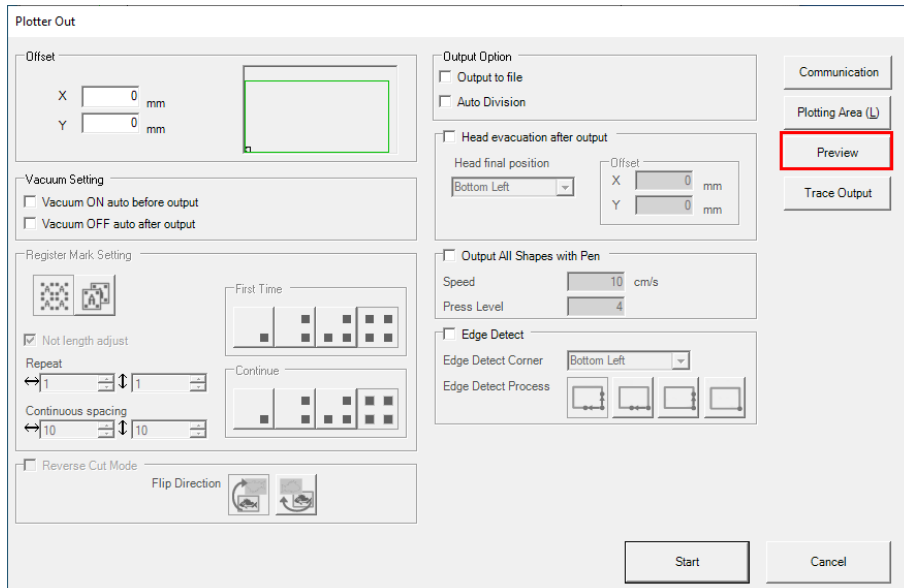 Plotter Out
Offset
X 0 mm
Y 0 mm
Vacuum Setting
Vacuum ON auto before output
Vacuum OFF auto after output
Register Mark Setting
Not length adjust
Repeat
1 1
Continuous spacing
10 10
First Time
Continue
Reverse Cut Mode
Flip Direction
Output Option
Output to file
Auto Division
Head evacuation after output
Head final position
Bottom Left
Offset
X 0 mm
Y 0 mm
Output All Shapes with Pen
Speed 10 cm/s
Press Level 4
Edge Detect
Edge Detect Corner Bottom Left
Edge Detect Process
Communication
Plotting Area (L)
Preview
Trace Output
Start
Cancel